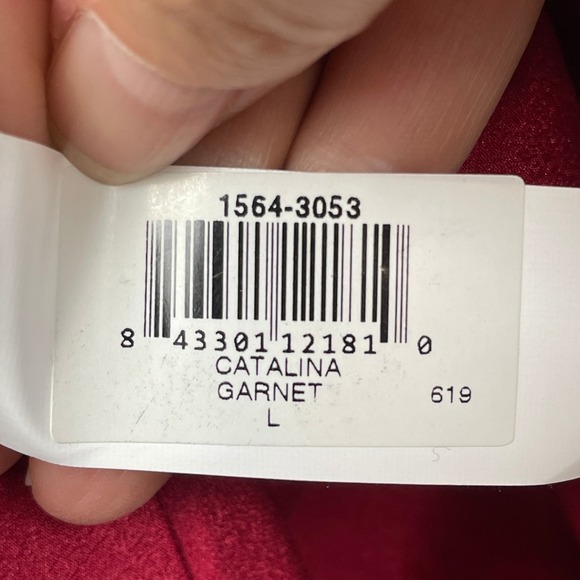 1564-3053
8 43301 12181 0
CATALINA
GARNET 619
L